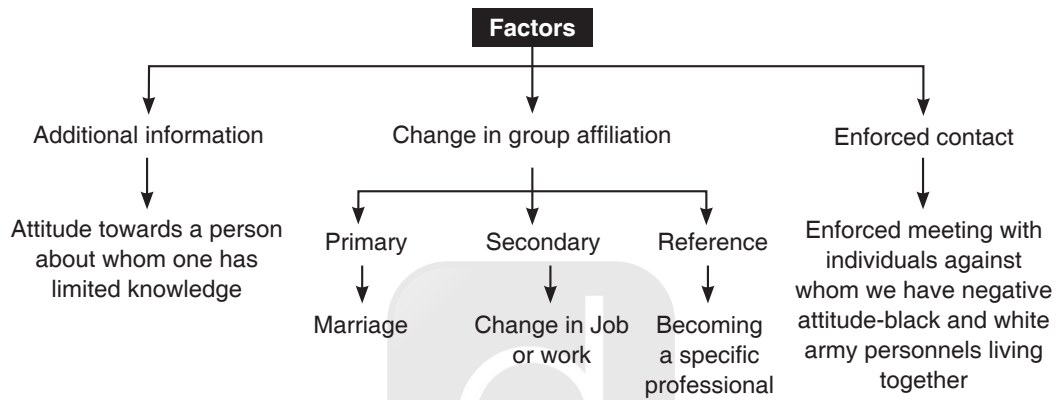 Factors
Additional information
Change in group affiliation
Enforced contact
Attitude towards a person
about whom one has
limited knowledge
Primary
Secondary
Reference
Marriage
Change in Job
or work
Becoming
a specific
professional
Enforced meeting with
individuals against
whom we have negative
attitude-black and white
army personnels living
together